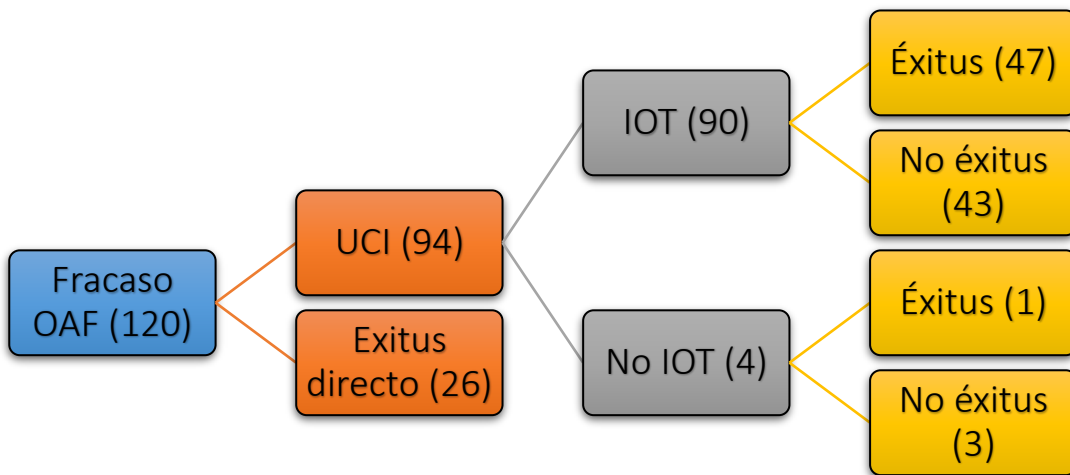 Fracaso
OAF (120)
UCI (94)
Exitus
directo (26)
IOT (90)
No IOT (4)
Éxitus (47)
No éxitus
(43)
Éxitus (1)
No éxitus
(3)